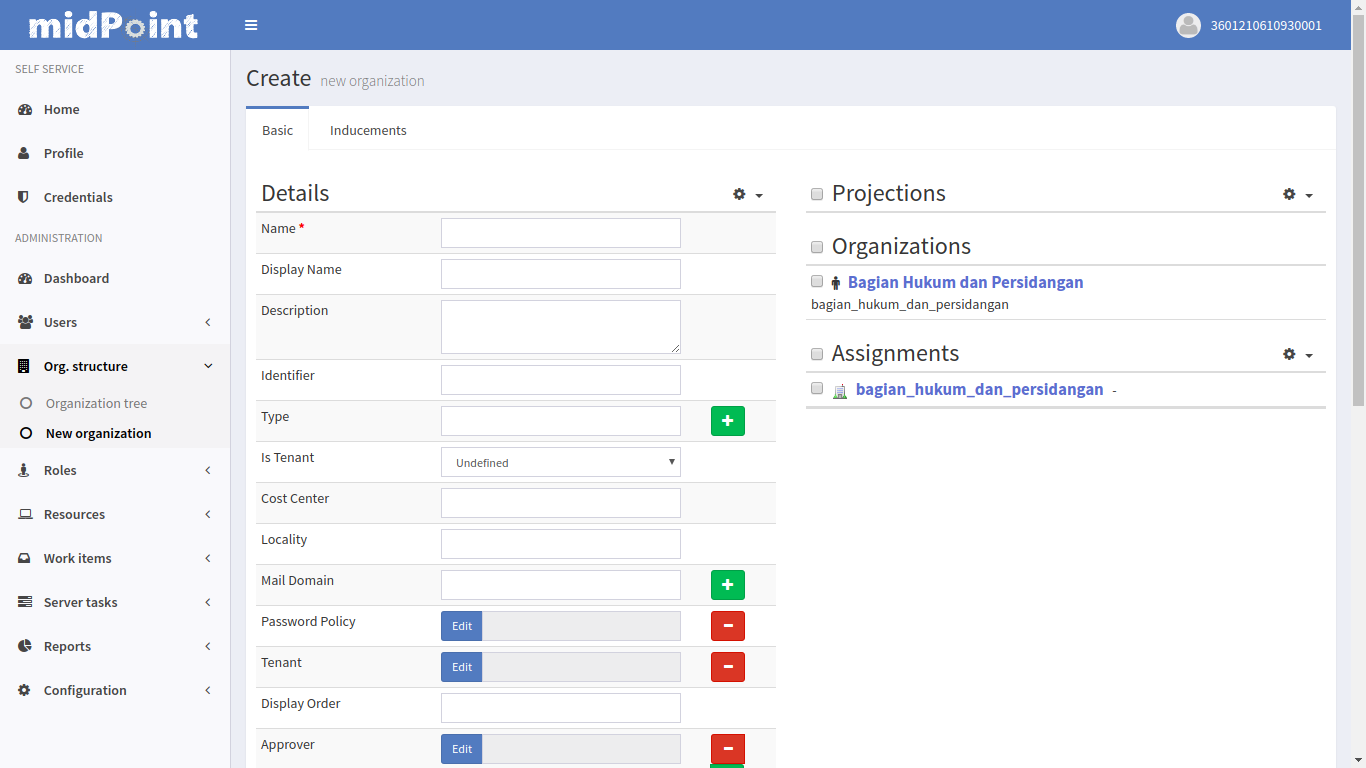 midPoint
3601210610930001
SELF SERVICE
Home
Profile
Credentials
ADMINISTRATION
Dashboard
Users
Org. structure
Organization tree
New organization
Roles
Resources
Work items
Server tasks
Reports
Configuration
Create new organization
Basic
Inducements
Details
Name *
Display Name
Description
Identifier
Type
Is Tenant
Undefined
Cost Center
Locality
Mail Domain
Password Policy
Edit
Tenant
Edit
Display Order
Approver
Edit
Projections
Organizations
Bagian Hukum dan Persidangan
bagian_hukum_dan_persidangan
Assignments
bagian_hukum_dan_persidangan -